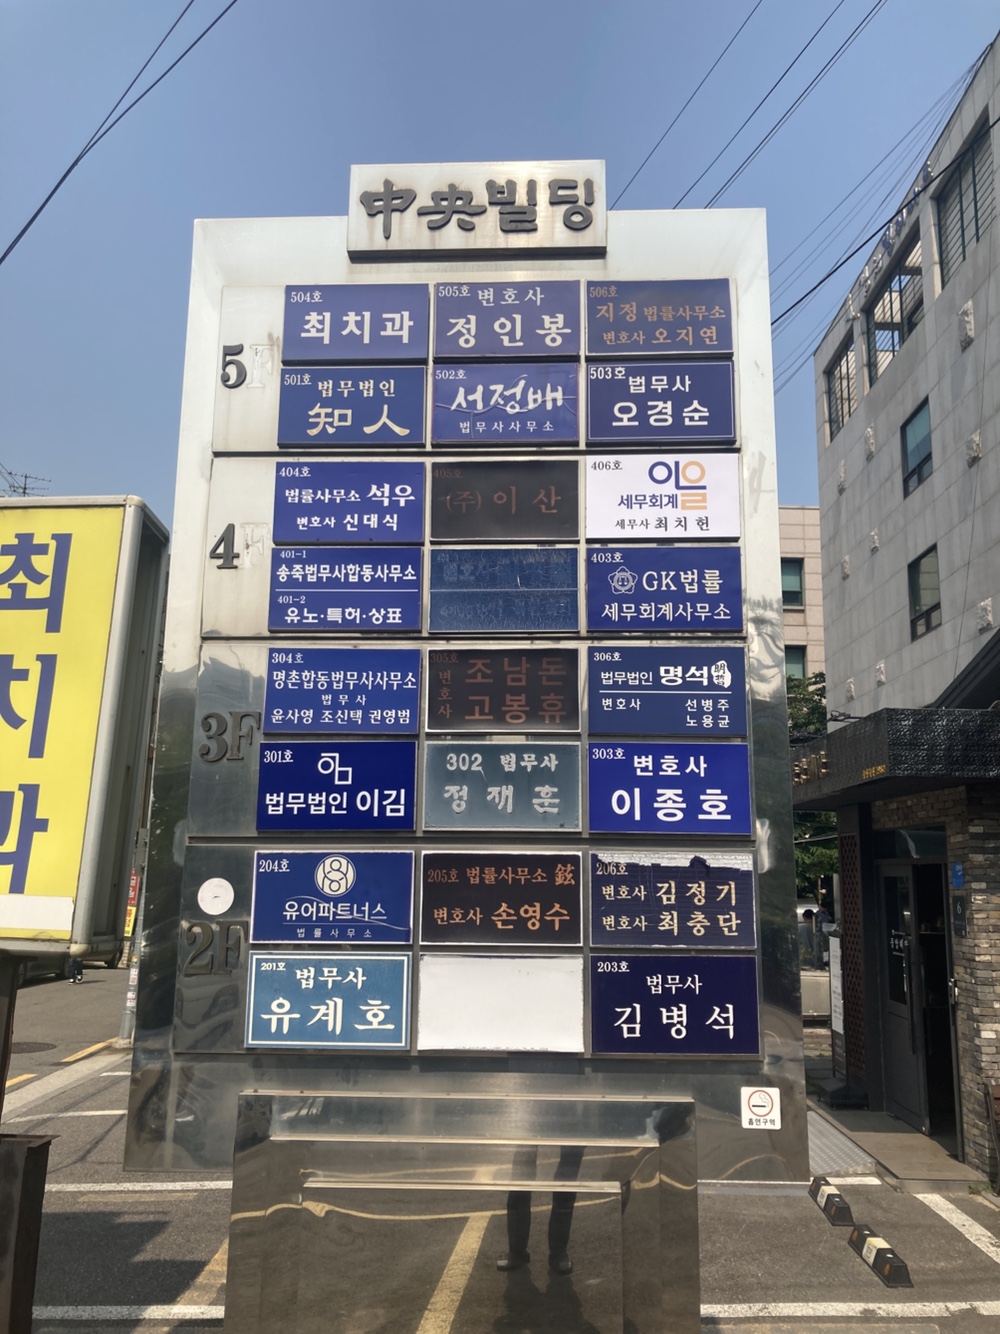 中央빌딩
504호
최치과
505호
변호사
정인봉
506호
지정 법률사무소
변호사 오지연
5F
501호
법무법인
知人
502호
서정배
법무사사무소
503호
법무사
오경순
404호
법률사무소 석우
변호사 신대식
405호
(주)이산
406호
이을
세무회계
세무사 최치헌
4F
401-1
송죽법무사합동사무소
401-2
유노·특허·상표
403호
GK법률
세무회계사무소
304호
명촌합동법무사사무소
법무사
윤사영 조신택 권영범
305호
변호사
조남돈
고봉휴
306호
법무법인 명석
변호사
선병주
노용균
3F
301호
법무법인 이김
302 법무사
정재훈
303호
변호사
이종호
204호
유어파트너스
법률사무소
205호 법률사무소 鉉
변호사 손영수
206호
변호사 김정기
변호사 최충단
2F
201호
법무사
유계호
203호
법무사
김병석
흡연구역
최치과